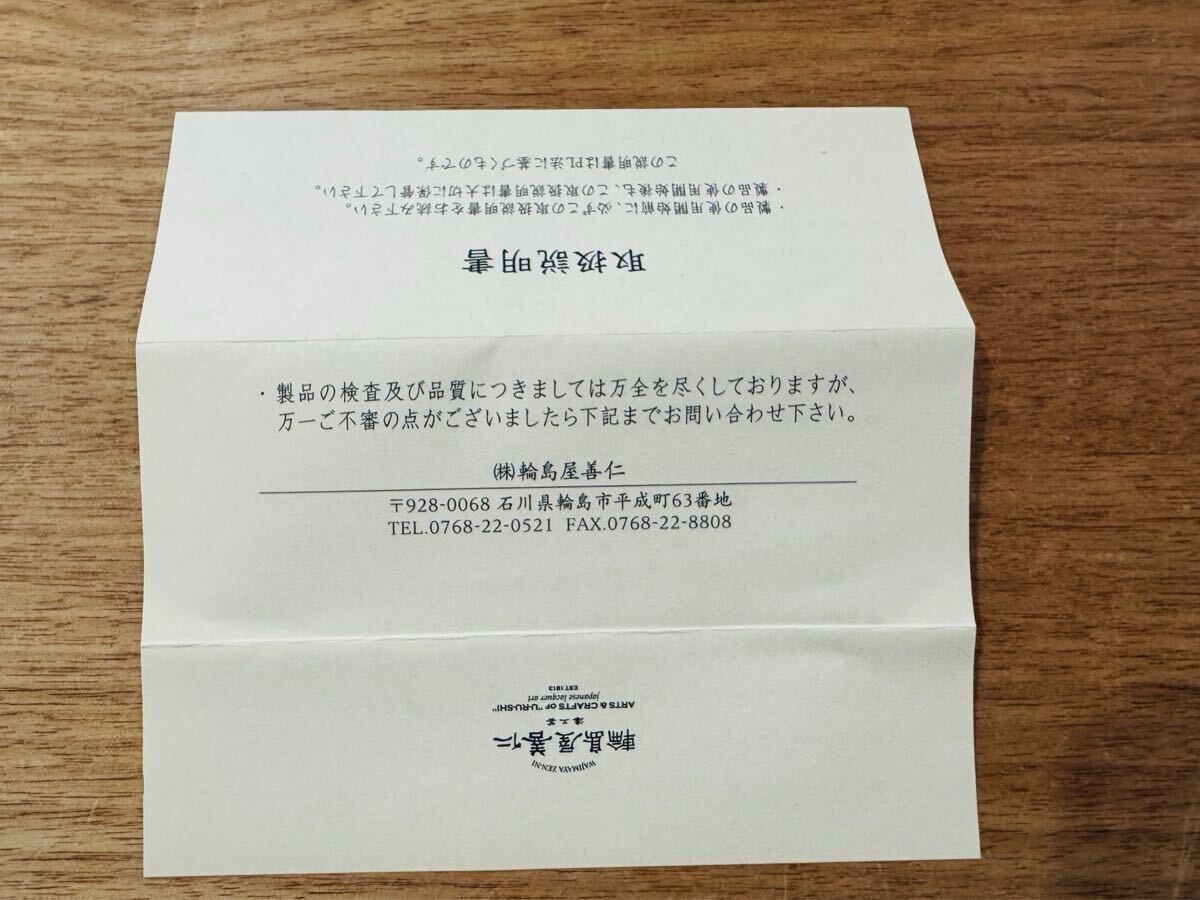 取扱説明書
・製品の使用開始前に、必ずこの取扱説明書をお読み下さい。
・製品の使用開始後も、この取扱説明書は大切に保管して下さい。
この説明書はPL法に基づくものです。
・製品の検査及び品質につきましては万全を尽くしておりますが、
万一ご不審の点がございましたら下記までお問い合わせ下さい。
㈱輪島屋善仁
〒928-0068 石川県輪島市平成町63番地
TEL.0768-22-0521 FAX.0768-22-8808
WAJIMAYA ZEN-NI
輪島屋善仁
漆工芸
ARTS & CRAFTS OF "U-RU-SHI"
japanese lacquer art
EST.1813